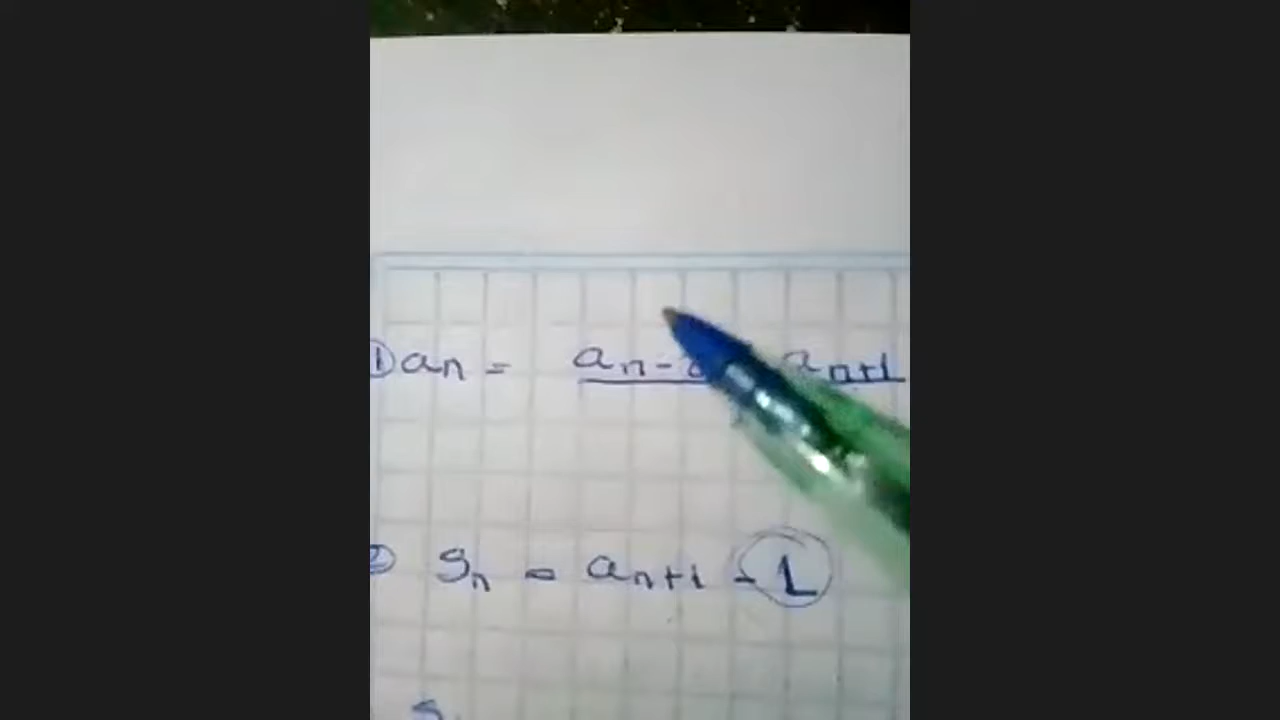 ① an = an- an+1
② Sn = an+1 - 1
S